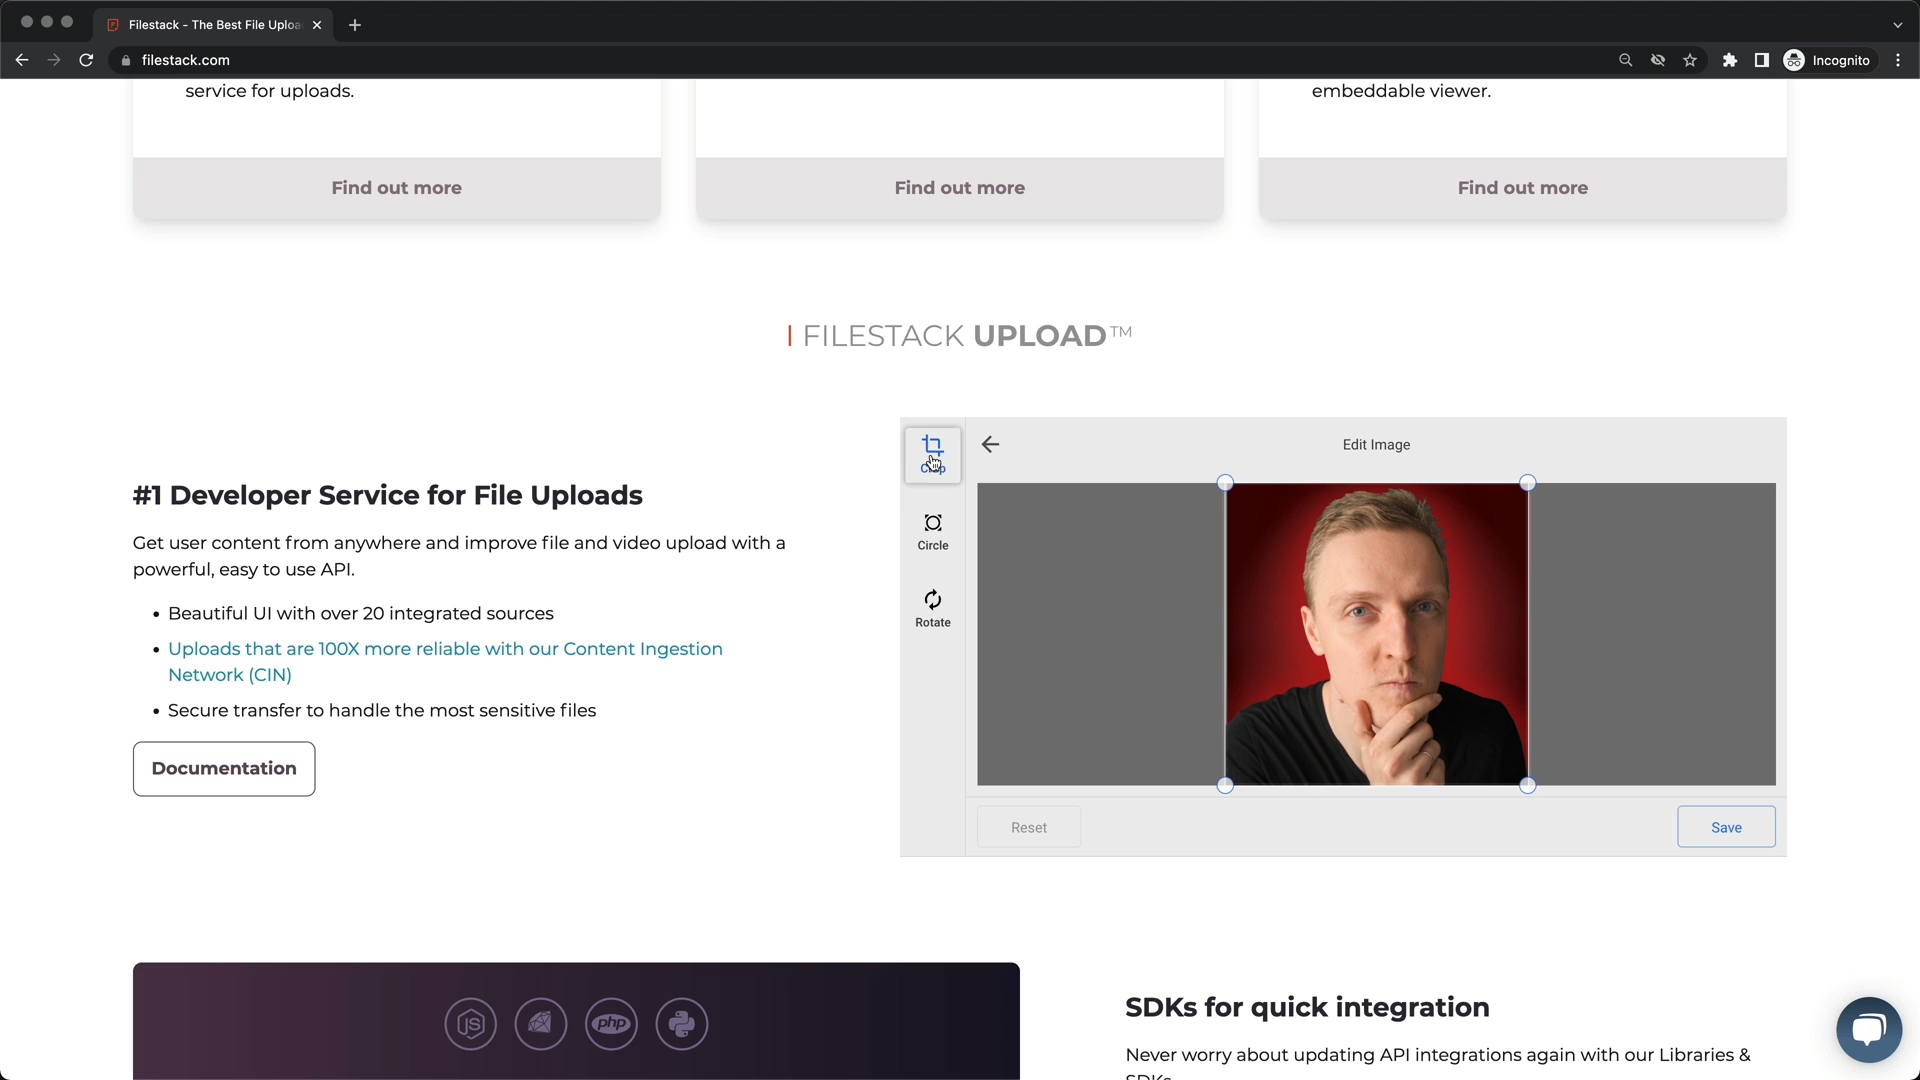 Filestack - The Best File Uploa
filestack.com
Incognito
service for uploads.
embeddable viewer.
Find out more
Find out more
Find out more
FILESTACK UPLOAD™
#1 Developer Service for File Uploads
Get user content from anywhere and improve file and video upload with a
powerful, easy to use API.
• Beautiful UI with over 20 integrated sources
• Uploads that are 100X more reliable with our Content Ingestion
Network (CIN)
• Secure transfer to handle the most sensitive files
Documentation
Crop
Circle
Rotate
Edit Image
Reset
Save
JS
php
SDKs for quick integration
Never worry about updating API integrations again with our Libraries &
SDKs